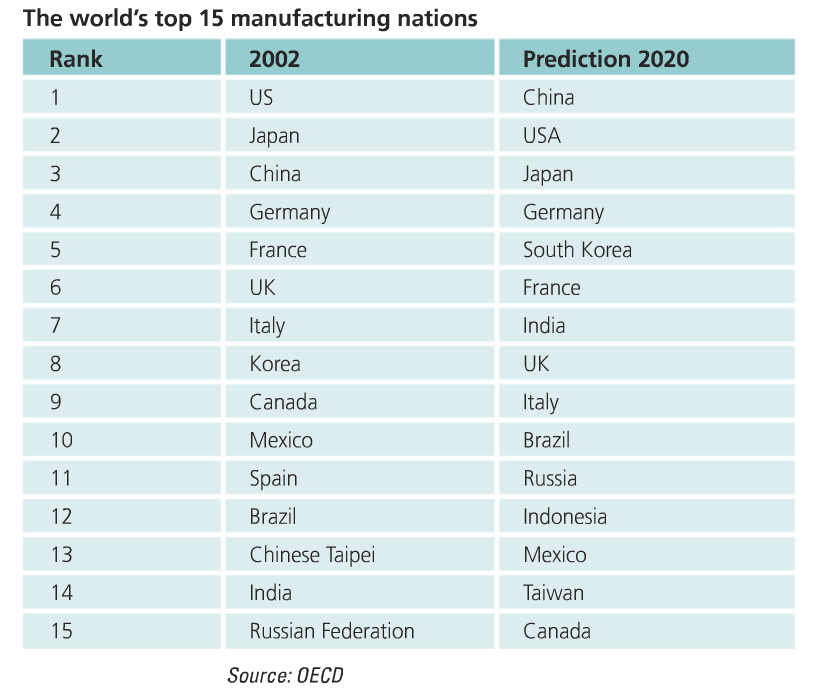 The world's top 15 manufacturing nations
Rank 2002 Prediction 2020
1 US China
2 Japan USA
3 China Japan
4 Germany Germany
5 France South Korea
6 UK France
7 Italy India
8 Korea UK
9 Canada Italy
10 Mexico Brazil
11 Spain Russia
12 Brazil Indonesia
13 Chinese Taipei Mexico
14 India Taiwan
15 Russian Federation Canada
Source: OECD